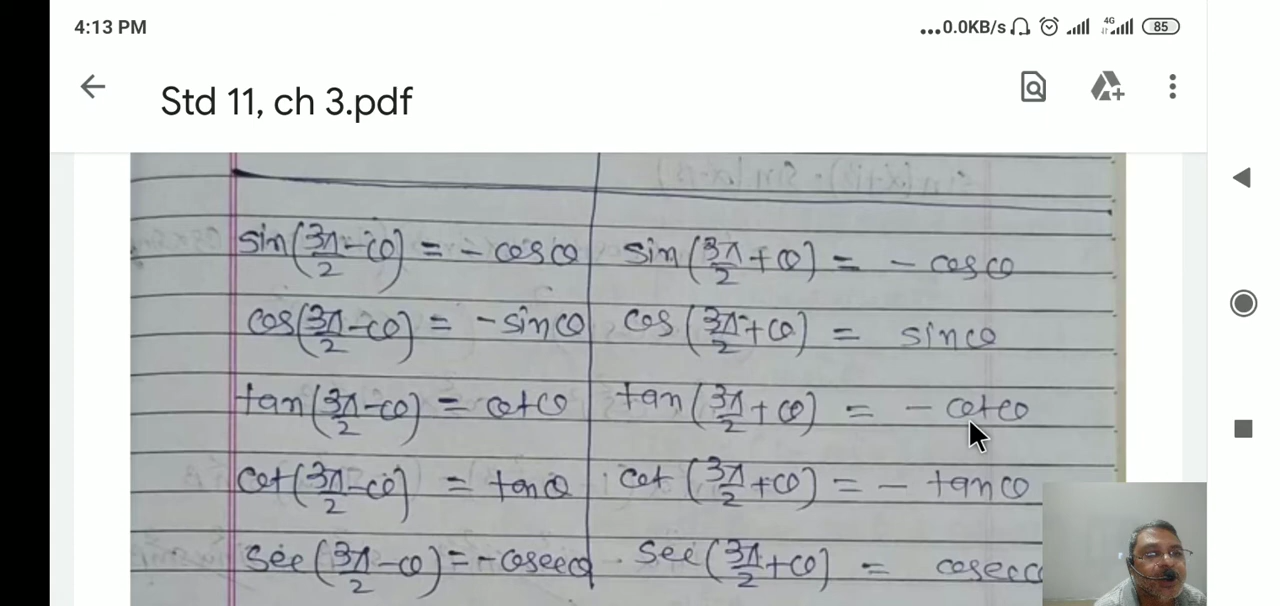 4:13 PM ...0.0KB/s 4G 85
Std 11, ch 3.pdf
sin(3π/2 - θ) = - cosθ sin(3π/2 + θ) = - cosθ
cos(3π/2 - θ) = - sinθ cos(3π/2 + θ) = sinθ
tan(3π/2 - θ) = cotθ tan(3π/2 + θ) = - cotθ
cot(3π/2 - θ) = tanθ cot(3π/2 + θ) = - tanθ
sec(3π/2 - θ) = - cosecθ sec(3π/2 + θ) = cosecθ